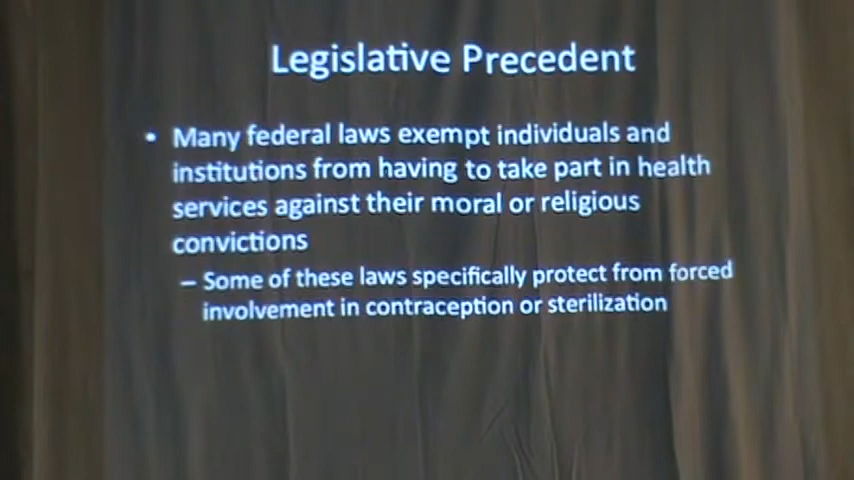 Legislative Precedent
• Many federal laws exempt individuals and
institutions from having to take part in health
services against their moral or religious
convictions
– Some of these laws specifically protect from forced
involvement in contraception or sterilization